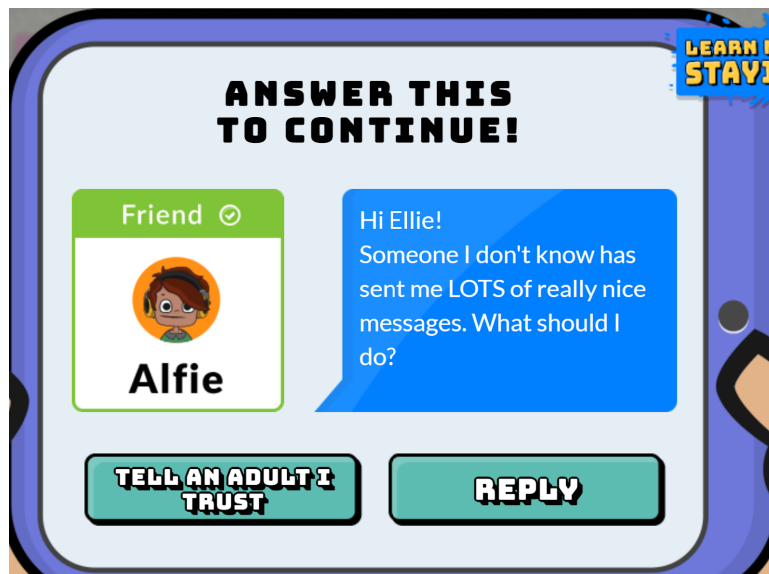 LEARN
STAYI
ANSWER THIS
TO CONTINUE!
Friend
Alfie
Hi Ellie!
Someone I don't know has
sent me LOTS of really nice
messages. What should I
do?
TELL AN ADULT I
TRUST
REPLY